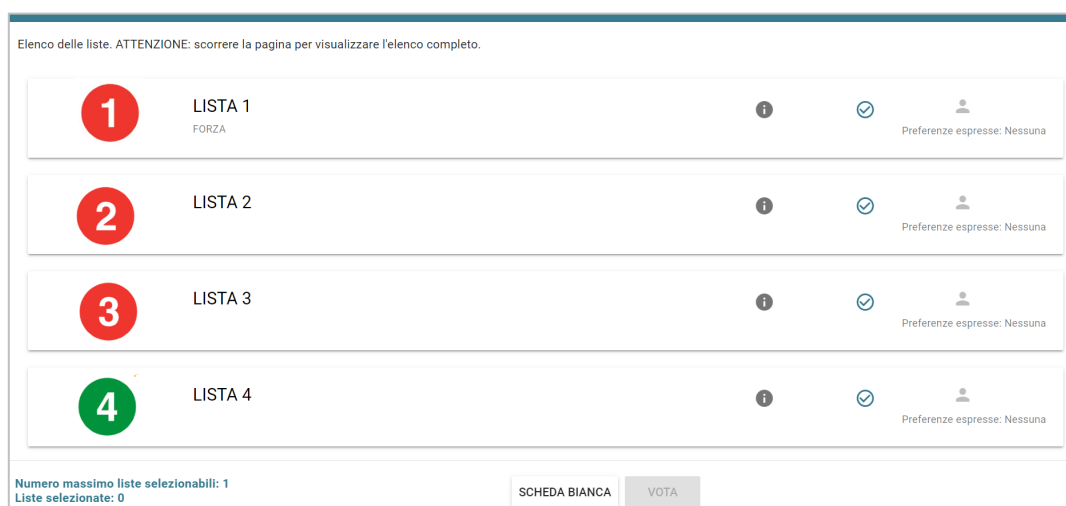 Elenco delle liste. ATTENZIONE: scorrere la pagina per visualizzare l'elenco completo.
1
LISTA 1
FORZA
Preferenze espresse: Nessuna
2
LISTA 2
Preferenze espresse: Nessuna
3
LISTA 3
Preferenze espresse: Nessuna
4
LISTA 4
Preferenze espresse: Nessuna
Numero massimo liste selezionabili: 1
Liste selezionate: 0
SCHEDA BIANCA
VOTA